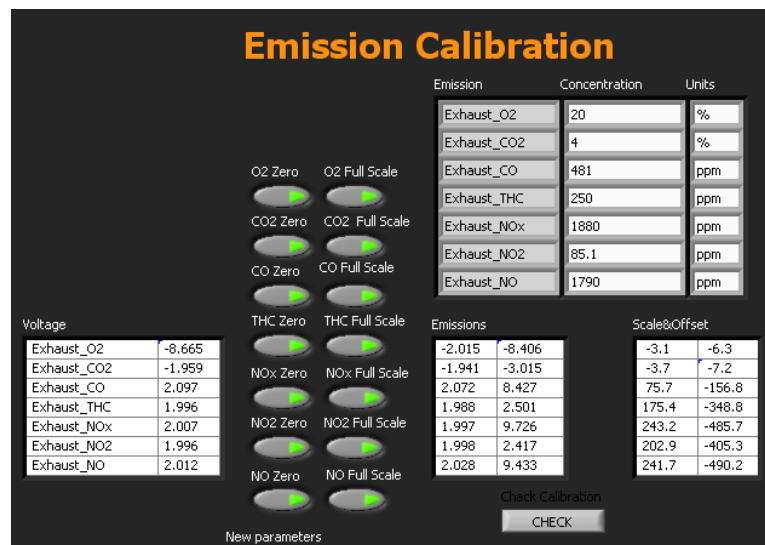 Emission Calibration
Emission Concentration Units
Exhaust_O2 20 %
Exhaust_CO2 4 %
Exhaust_CO 481 ppm
Exhaust_THC 250 ppm
Exhaust_NOx 1880 ppm
Exhaust_NO2 85.1 ppm
Exhaust_NO 1790 ppm
O2 Zero O2 Full Scale
CO2 Zero CO2 Full Scale
CO Zero CO Full Scale
THC Zero THC Full Scale
NOx Zero NOx Full Scale
NO2 Zero NO2 Full Scale
NO Zero NO Full Scale
Voltage
Exhaust_O2 -8.665
Exhaust_CO2 -1.959
Exhaust_CO 2.097
Exhaust_THC 1.996
Exhaust_NOx 2.007
Exhaust_NO2 1.996
Exhaust_NO 2.012
Emissions
-2.015 -8.406
-1.941 -3.015
2.072 8.427
1.988 2.501
1.997 9.726
1.998 2.417
2.028 9.433
Scale&Offset
-3.1 -6.3
-3.7 -7.2
75.7 -156.8
175.4 -348.8
243.2 -485.7
202.9 -405.3
241.7 -490.2
Check Calibration
CHECK
New parameters